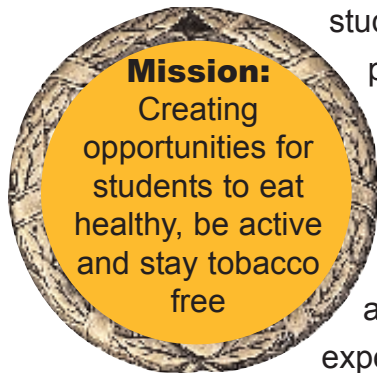 Mission:
Creating
opportunities for
students to eat
healthy, be active
and stay tobacco
free